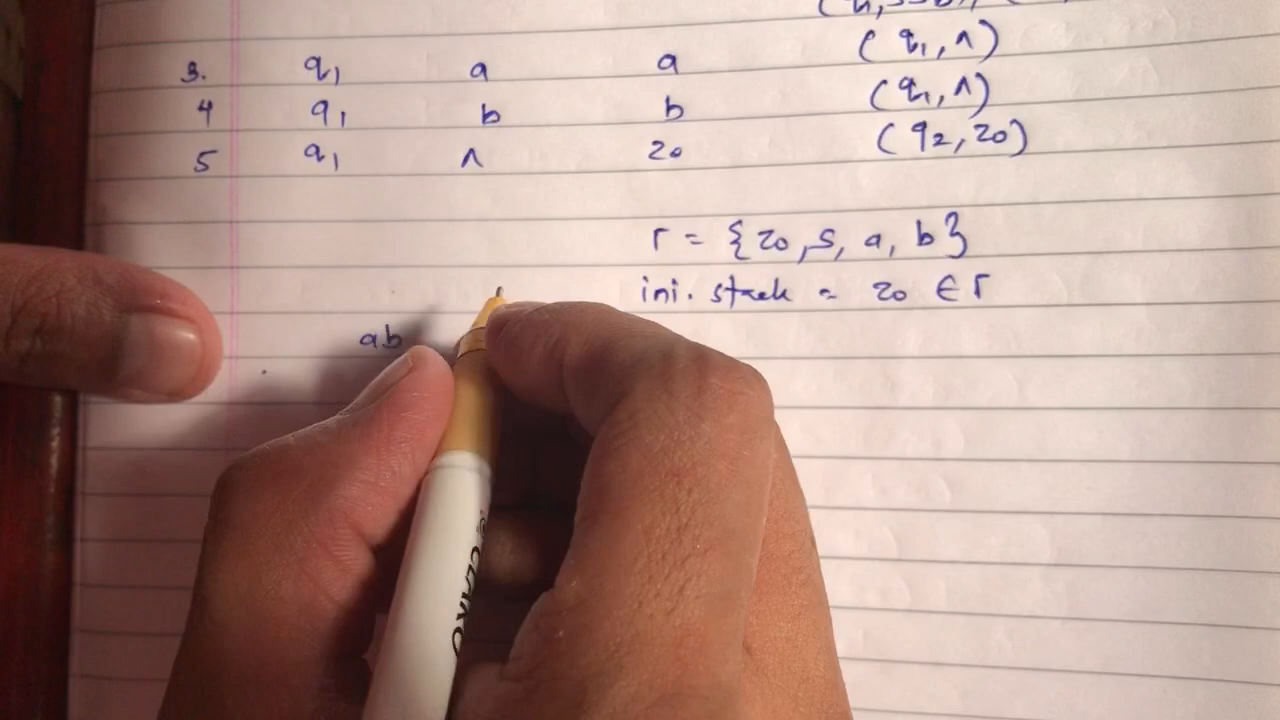 3. q1 a a (q1, Λ)
4 q1 b b (q1, Λ)
5 q1 Λ z0 (q2, z0)
Γ = {z0, S, a, b}
ini. stack = z0 ∈ Γ
ab